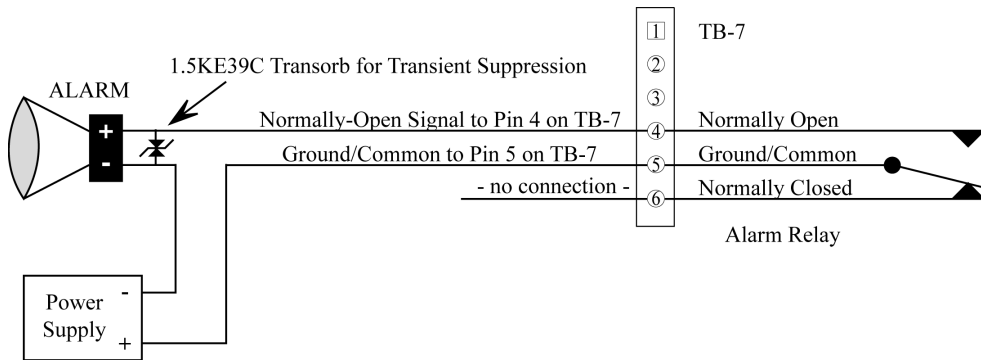 1 TB-7
2
1.5KE39C Transorb for Transient Suppression
ALARM
3
+ Normally-Open Signal to Pin 4 on TB-7 4 Normally Open
- Ground/Common to Pin 5 on TB-7 5 Ground/Common
- no connection - 6 Normally Closed
Alarm Relay
Power Supply - +